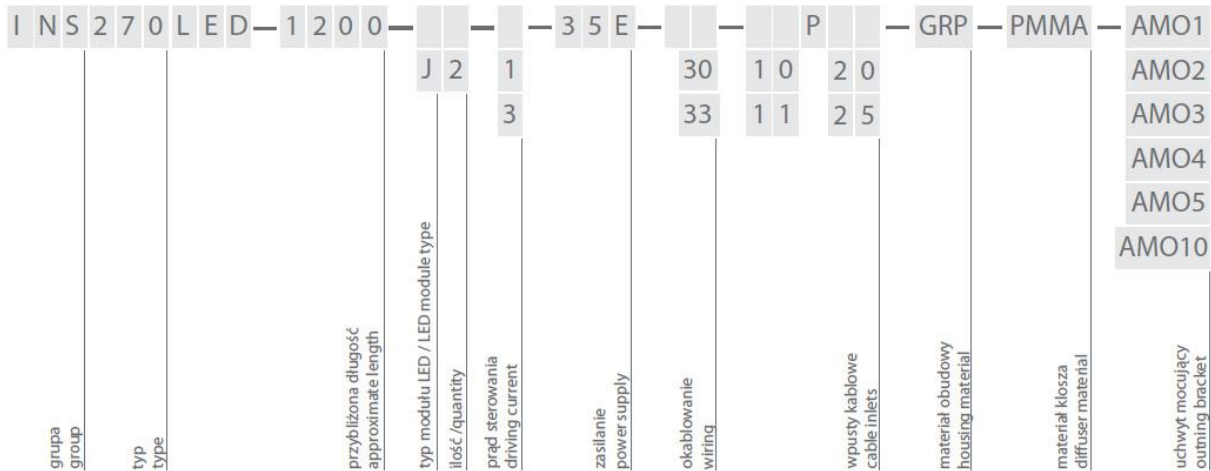 INS270LED—1200— — —35E— — P —GRP—PMMA—AMO1
J 2 1 30 10 20 AMO2
3 33 11 25 AMO3
AMO4
AMO5
AMO10
grupa
group
typ
type
przybliżona długość
approximate length
typ modułu LED / LED module type
ilość /quantity
prąd sterowania
driving current
zasilanie
power supply
okablowanie
wiring
wpusty kablowe
cable inlets
materiał obudowy
housing material
materiał klosza
diffuser material
uchwyt mocujący
outning bracket